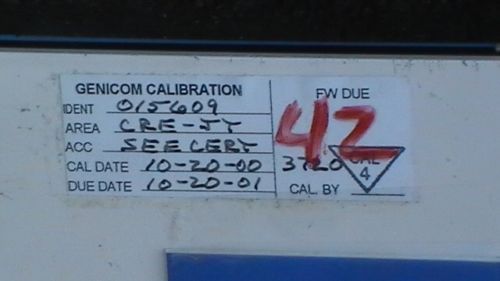 GENICOM CALIBRATION
IDENT 015609
AREA CRE-JT
ACC SEE CERT
CAL DATE 10-20-00
DUE DATE 10-20-01
FW DUE
42
3720
CAL
4
CAL. BY